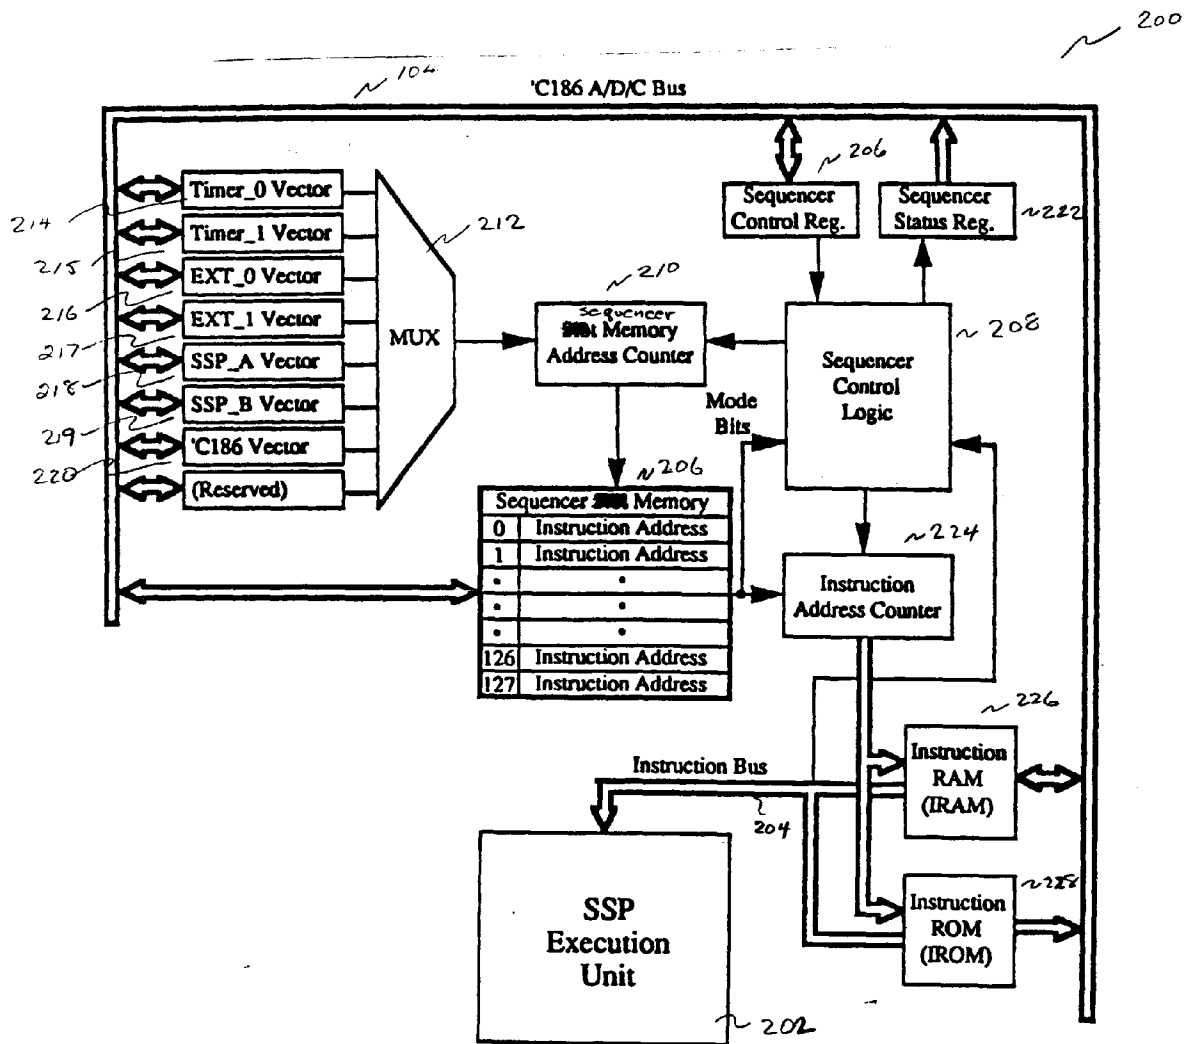 200
104
'C186 A/D/C Bus
206
Timer_0 Vector
Sequencer
Control Reg.
Sequencer
Status Reg.
222
214
Timer_1 Vector
212
215
EXT_0 Vector
210
216
EXT_1 Vector
MUX
sequencer
Memory
Address Counter
208
217
SSP_A Vector
Sequencer
Control
Logic
218
SSP_B Vector
Mode
Bits
219
'C186 Vector
220
(Reserved)
206
Sequencer Memory
0 Instruction Address
1 Instruction Address
224
Instruction
Address Counter
126 Instruction Address
127 Instruction Address
226
Instruction
RAM
(IRAM)
Instruction Bus
204
228
Instruction
ROM
(IROM)
SSP
Execution
Unit
202